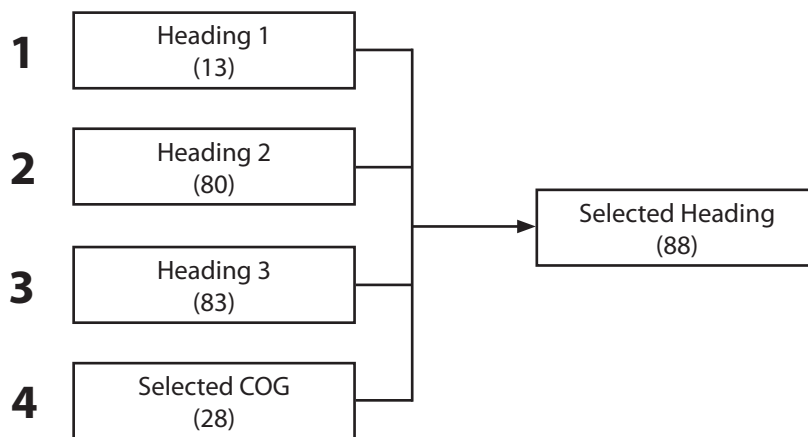 1
Heading 1
(13)
2
Heading 2
(80)
Selected Heading
(88)
3
Heading 3
(83)
4
Selected COG
(28)